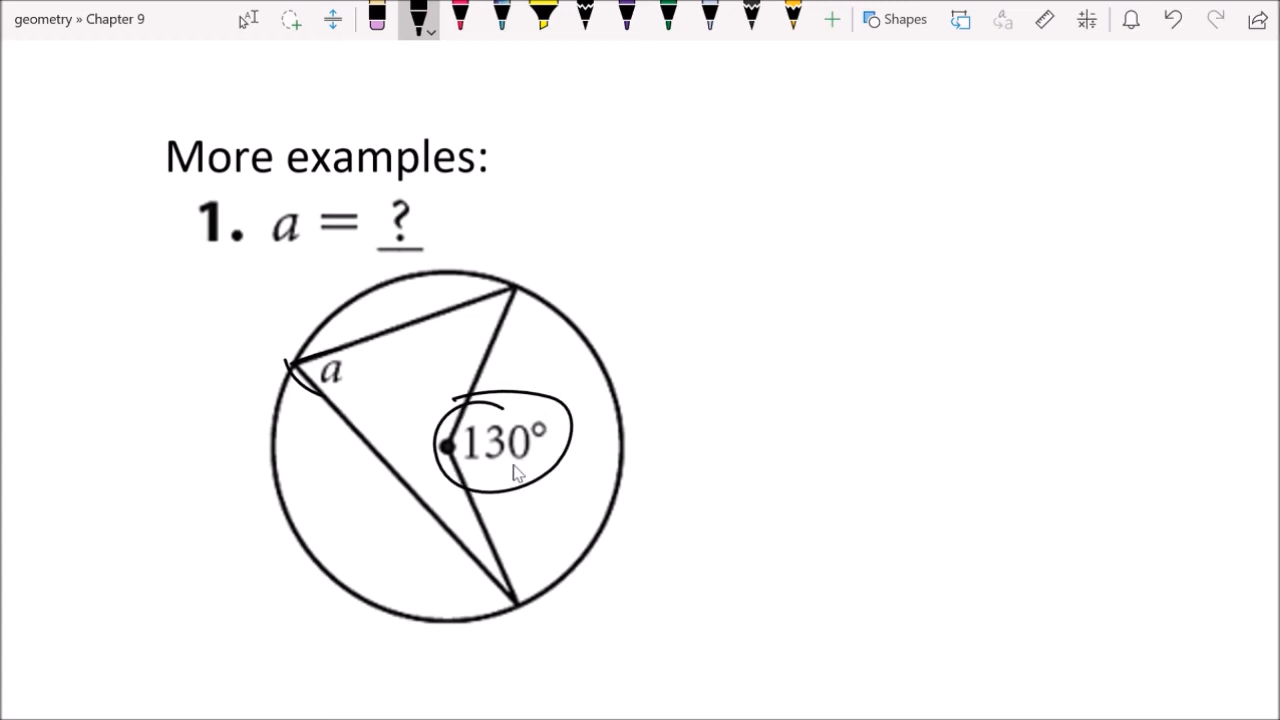 geometry » Chapter 9
Shapes
More examples:
1. a = ?
a
130°